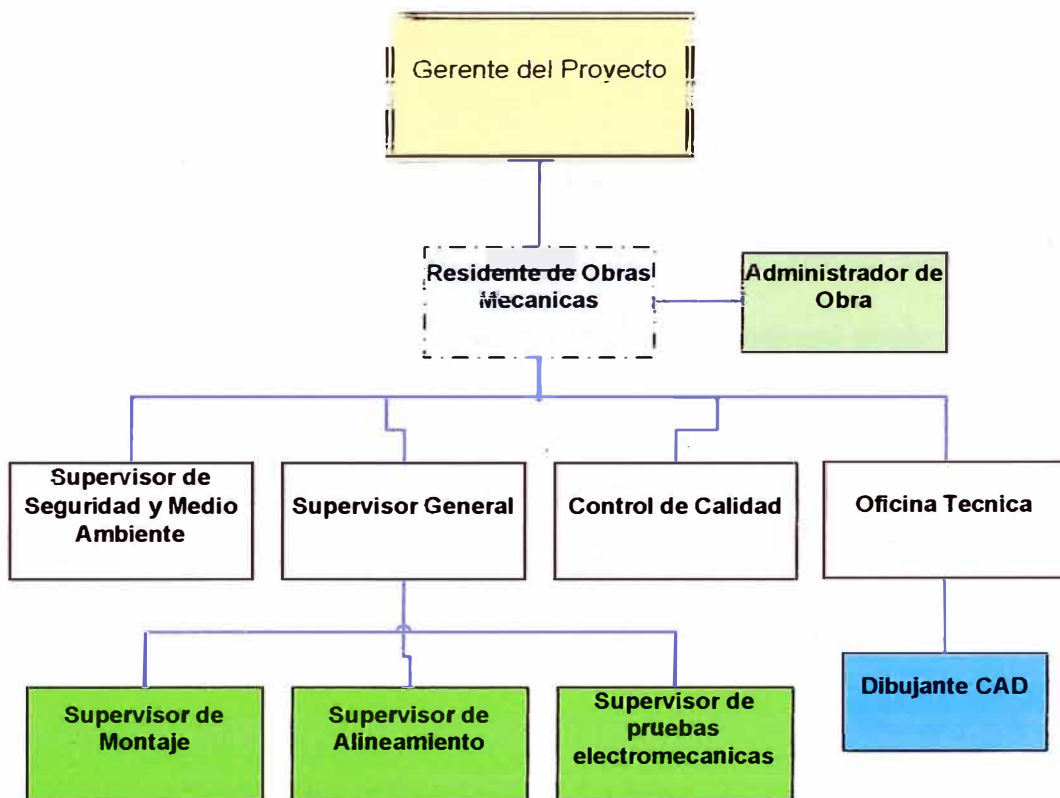 Gerente del Proyecto
Residente de Obras
Mecanicas
Administrador de
Obra
Supervisor de
Seguridad y Medio
Ambiente
Supervisor General
Control de Calidad
Oficina Tecnica
Supervisor de
Montaje
Supervisor de
Alineamiento
Supervisor de
pruebas
electromecanicas
Dibujante CAD